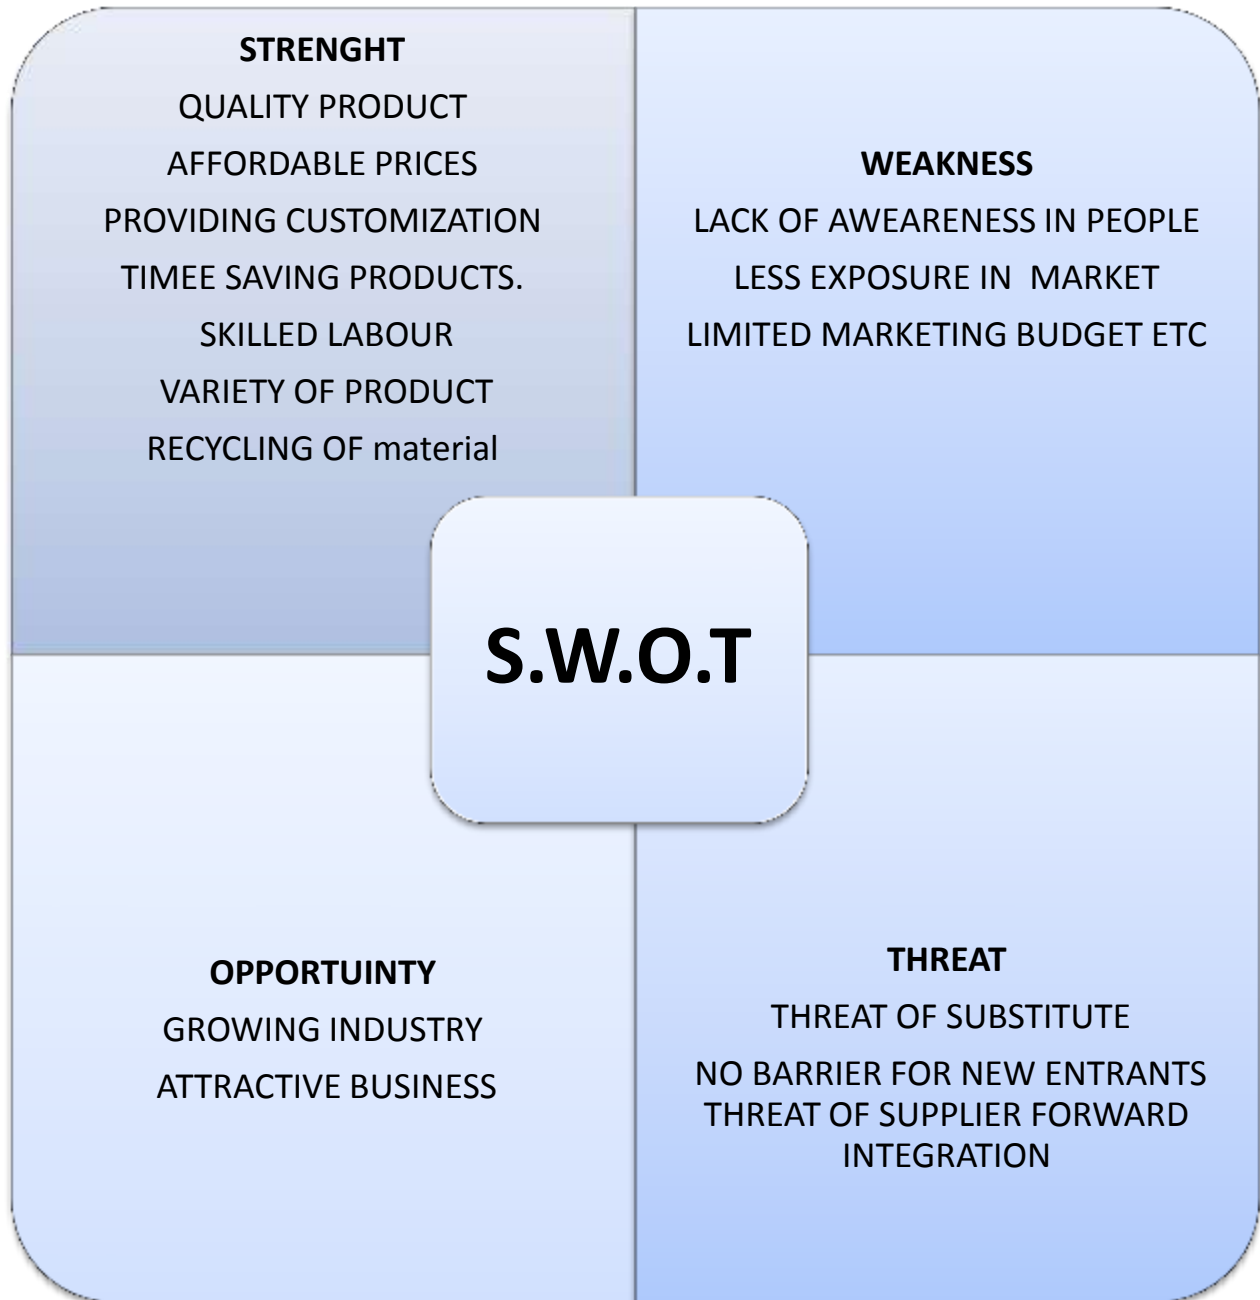 STRENGHT
QUALITY PRODUCT
AFFORDABLE PRICES
PROVIDING CUSTOMIZATION
TIMEE SAVING PRODUCTS.
SKILLED LABOUR
VARIETY OF PRODUCT
RECYCLING OF material
WEAKNESS
LACK OF AWEARENESS IN PEOPLE
LESS EXPOSURE IN  MARKET
LIMITED MARKETING BUDGET ETC
S.W.O.T
OPPORTUINTY
GROWING INDUSTRY
ATTRACTIVE BUSINESS
THREAT
THREAT OF SUBSTITUTE
NO BARRIER FOR NEW ENTRANTS
THREAT OF SUPPLIER FORWARD
INTEGRATION